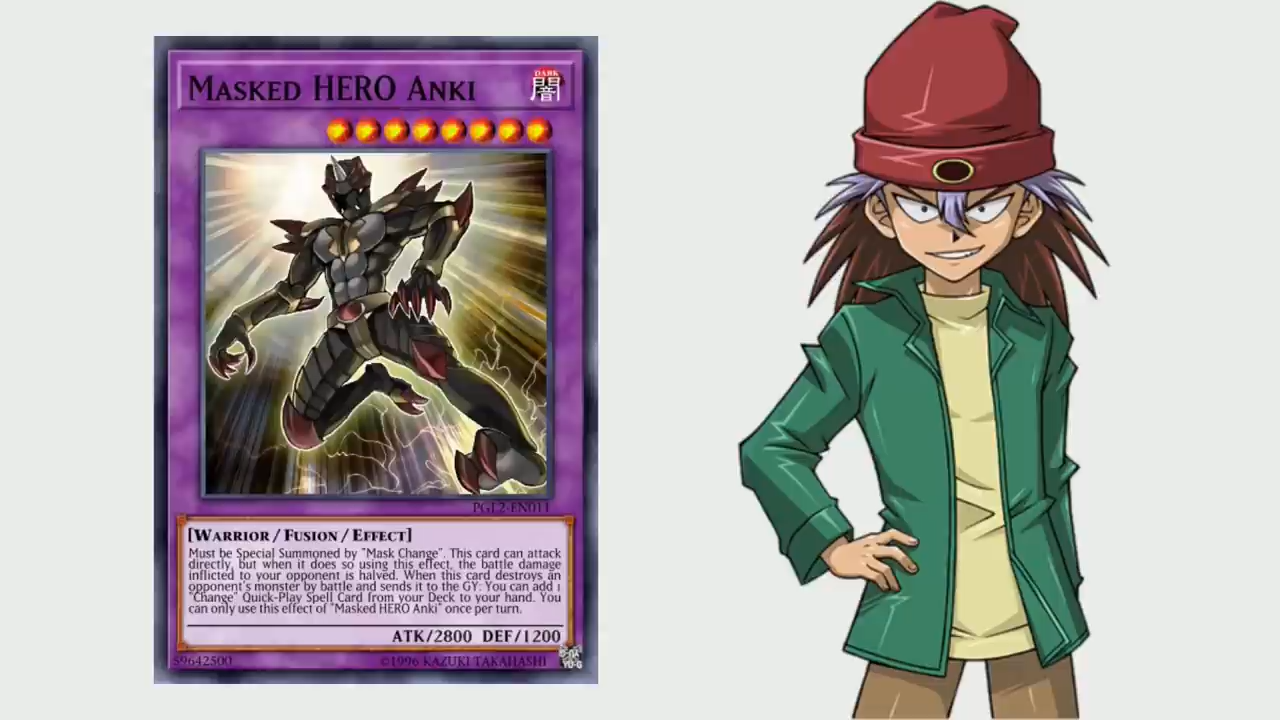 MASKED HERO ANKI
DARK
闇
PGL2-EN011
[WARRIOR / FUSION / EFFECT]
Must be Special Summoned by "Mask Change". This card can attack
directly, but when it does so using this effect, the battle damage
inflicted to your opponent is halved. When this card destroys an
opponent's monster by battle and sends it to the GY: You can add 1
"Change" Quick-Play Spell Card from your Deck to your hand. You
can only use this effect of "Masked HERO Anki" once per turn.
ATK/2800 DEF/1200
59642500
©1996 KAZUKI TAKAHASHI